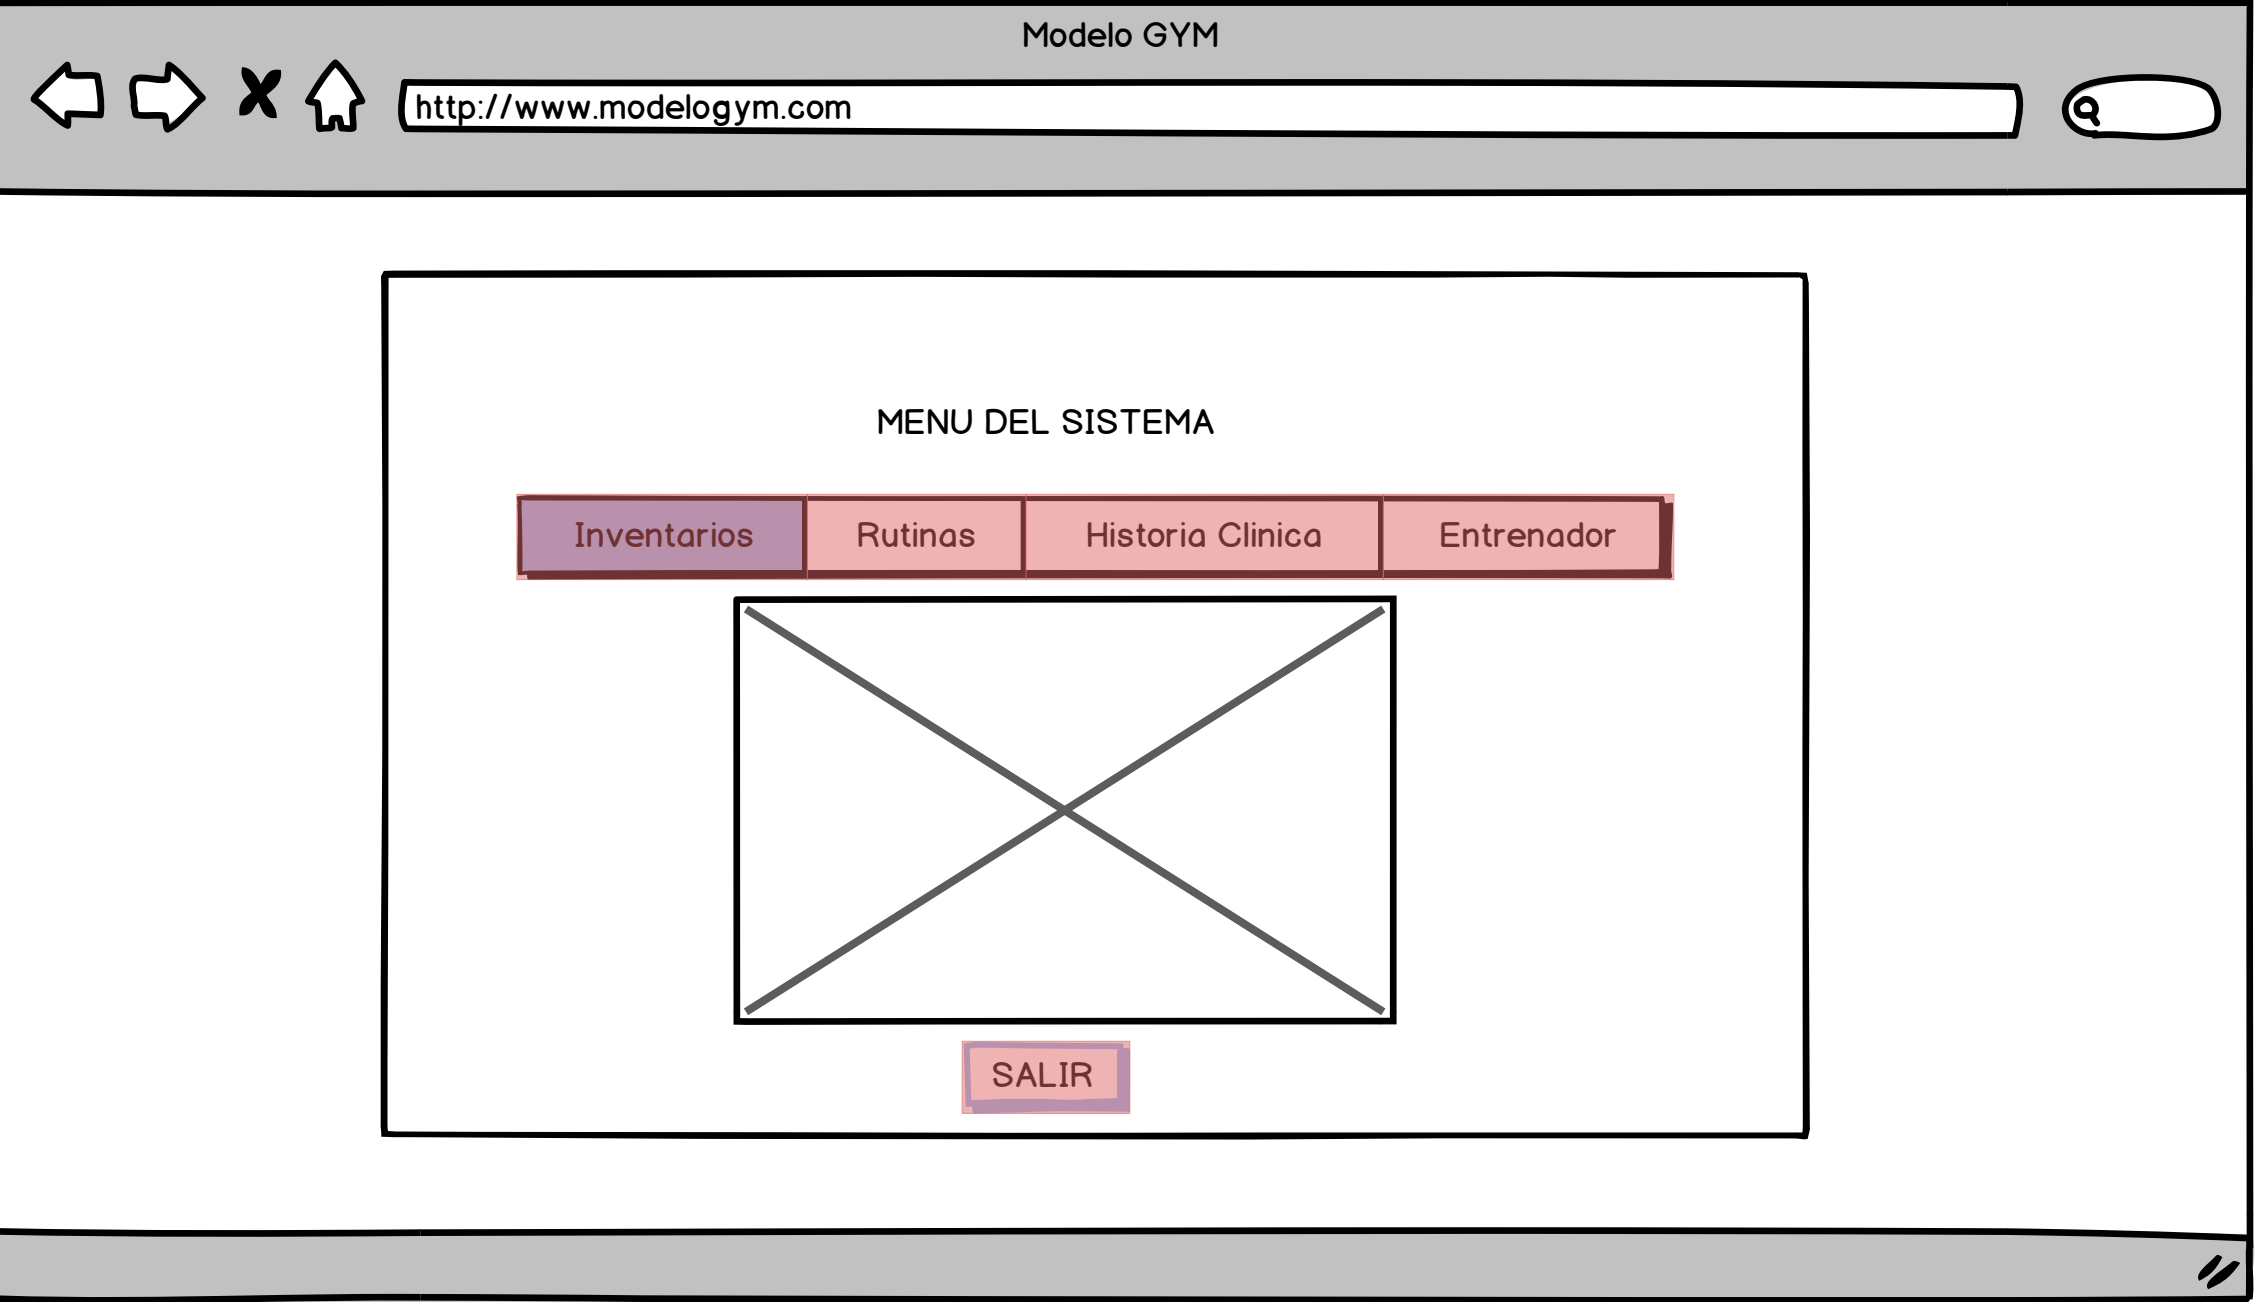 Modelo GYM
http://www.modelogym.com
MENU DEL SISTEMA
Inventarios Rutinas Historia Clinica Entrenador
SALIR